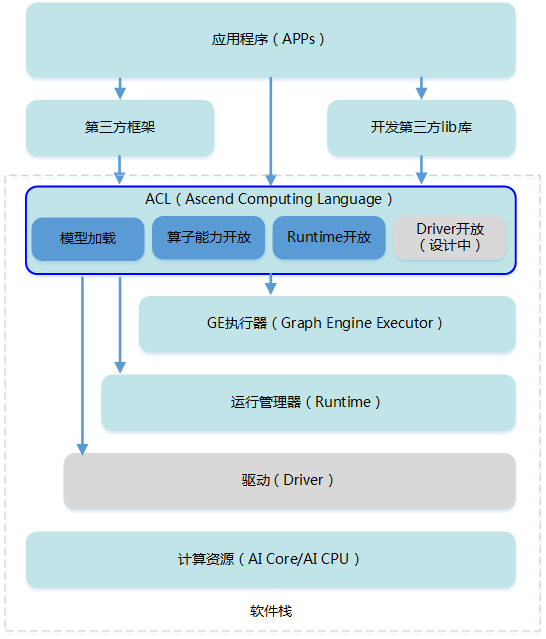 应用程序（APPs）
第三方框架
开发第三方lib库
ACL（Ascend Computing Language）
模型加载
算子能力开放
Runtime开放
Driver开放
（设计中）
GE执行器（Graph Engine Executor）
运行管理器（Runtime）
驱动（Driver）
计算资源（AI Core/AI CPU）
软件栈